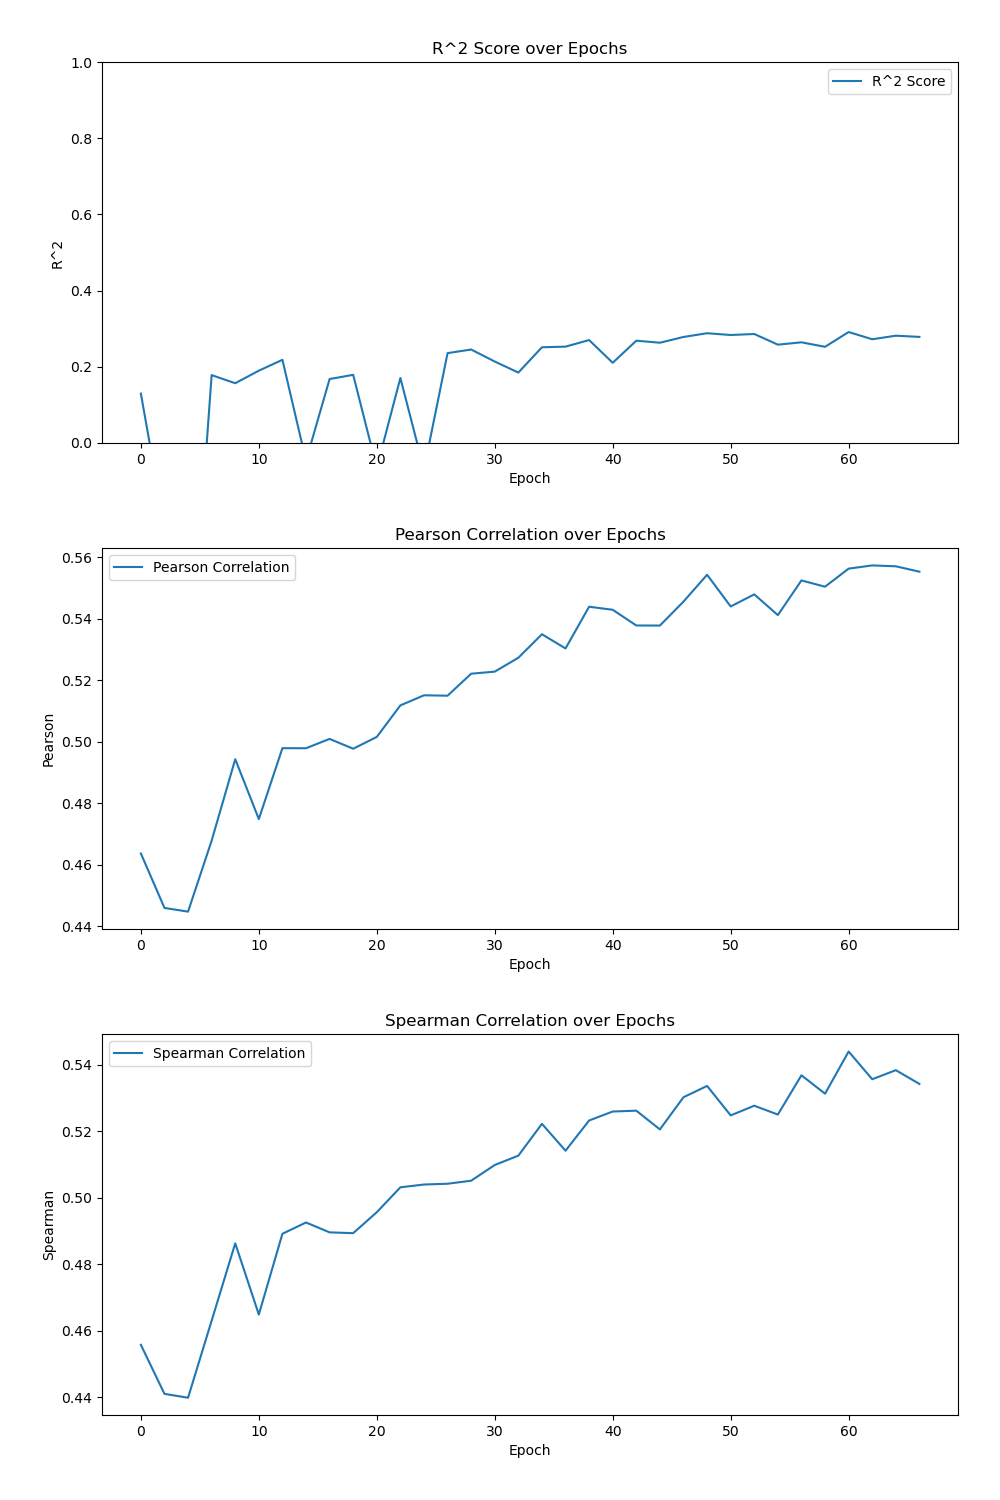 R^2 Score over Epochs
R^2 Score
1.0
0.8
0.6
0.4
0.2
0.0
R^2
0 10 20 30 40 50 60
Epoch
Pearson Correlation over Epochs
Pearson Correlation
0.56
0.54
0.52
0.50
0.48
0.46
0.44
Pearson
0 10 20 30 40 50 60
Epoch
Spearman Correlation over Epochs
Spearman Correlation
0.54
0.52
0.50
0.48
0.46
0.44
Spearman
0 10 20 30 40 50 60
Epoch